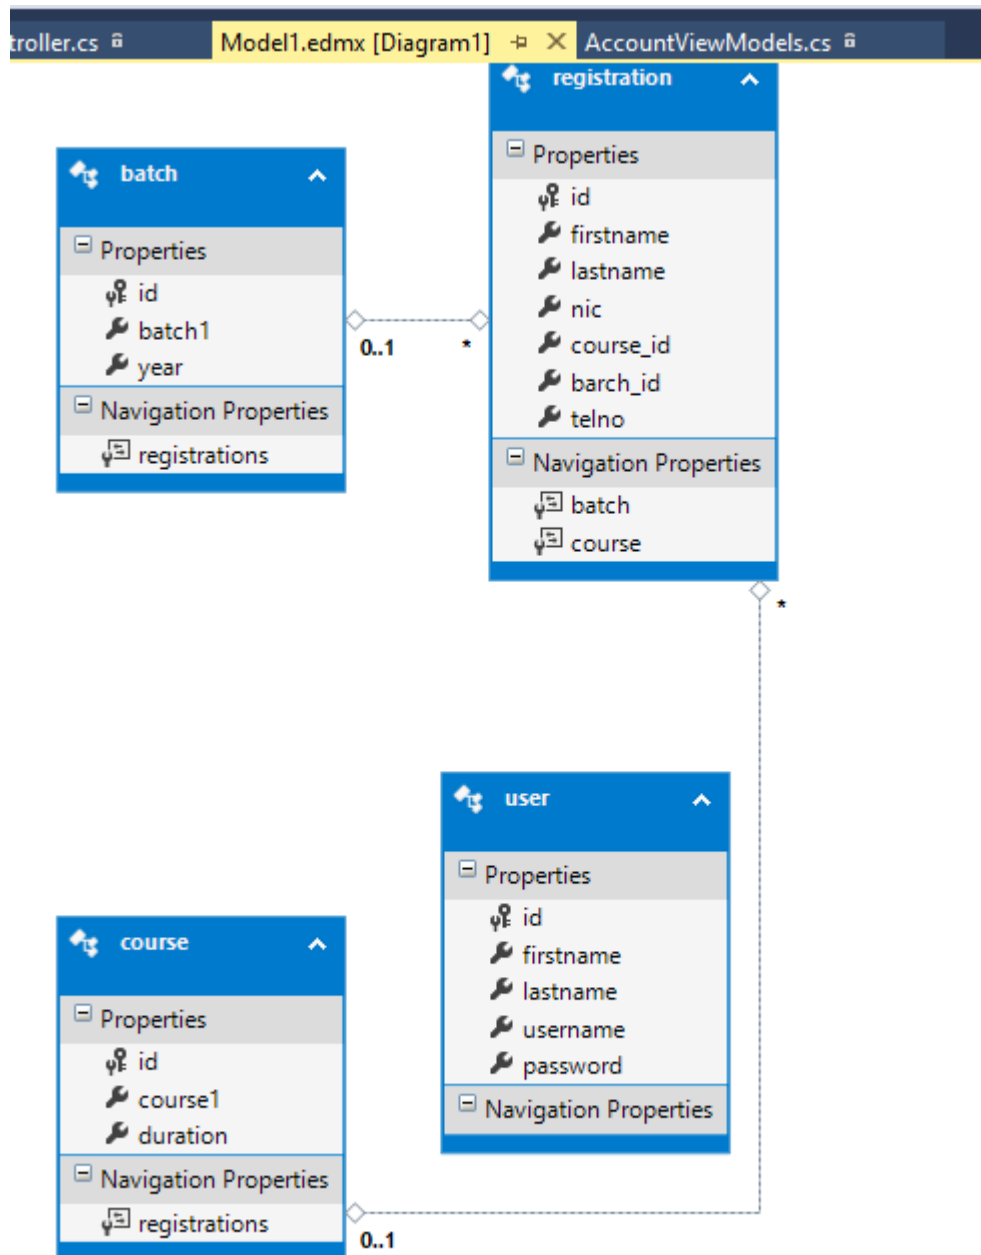 troller.cs
Model1.edmx [Diagram1]
AccountViewModels.cs
registration
Properties
id
firstname
lastname
nic
course_id
barch_id
telno
Navigation Properties
batch
course
batch
Properties
id
batch1
year
Navigation Properties
registrations
0..1
*
*
user
Properties
id
firstname
lastname
username
password
Navigation Properties
course
Properties
id
course1
duration
Navigation Properties
registrations
0..1